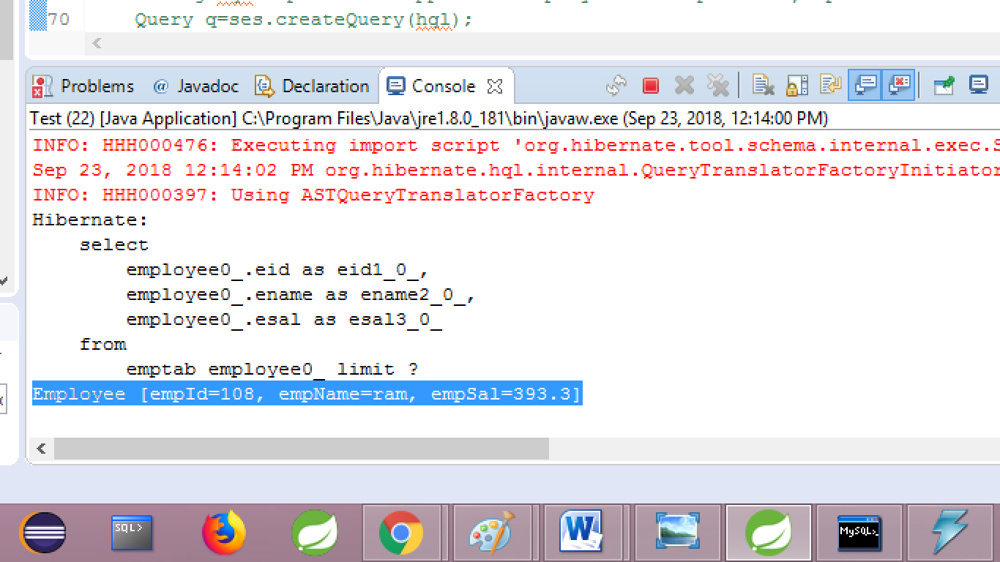 70 Query q=ses.createQuery(hql);
Problems @ Javadoc Declaration Console
Test (22) [Java Application] C:\Program Files\Java\jre1.8.0_181\bin\javaw.exe (Sep 23, 2018, 12:14:00 PM)
INFO: HHH000476: Executing import script 'org.hibernate.tool.schema.internal.exec.S
Sep 23, 2018 12:14:02 PM org.hibernate.hql.internal.QueryTranslatorFactoryInitiator
INFO: HHH000397: Using ASTQueryTranslatorFactory
Hibernate:
select
employee0_.eid as eid1_0_,
employee0_.ename as ename2_0_,
employee0_.esal as esal3_0_
from
emptab employee0_ limit ?
Employee [empId=108, empName=ram, empSal=393.3]
SQL> W MySQL>_